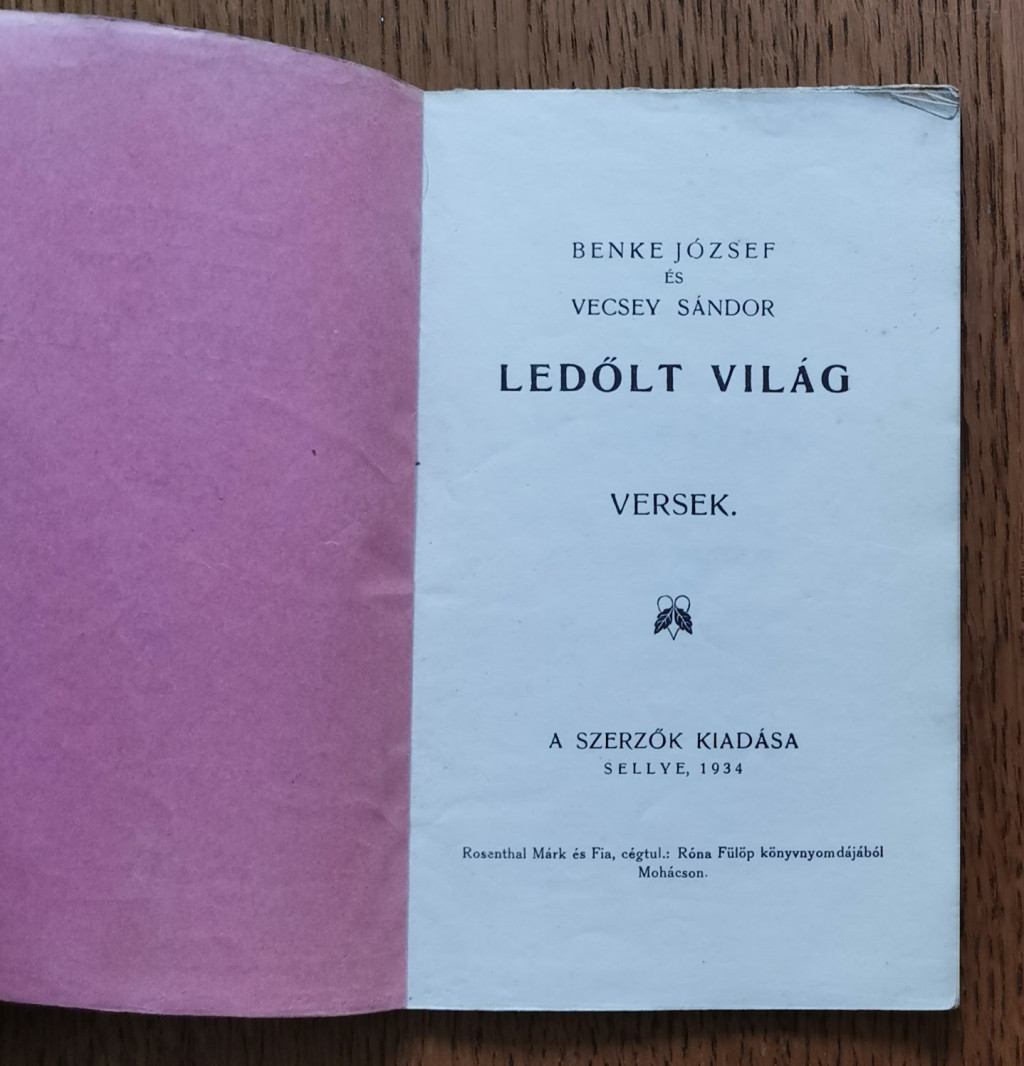 BENKE JÓZSEF
ÉS
VECSEY SÁNDOR
LEDŐLT VILÁG
VERSEK.
A SZERZŐK KIADÁSA
SELLYE, 1934
Rosenthal Márk és Fia, cégtul.: Róna Fülöp könyvnyomdájából
Mohácson.